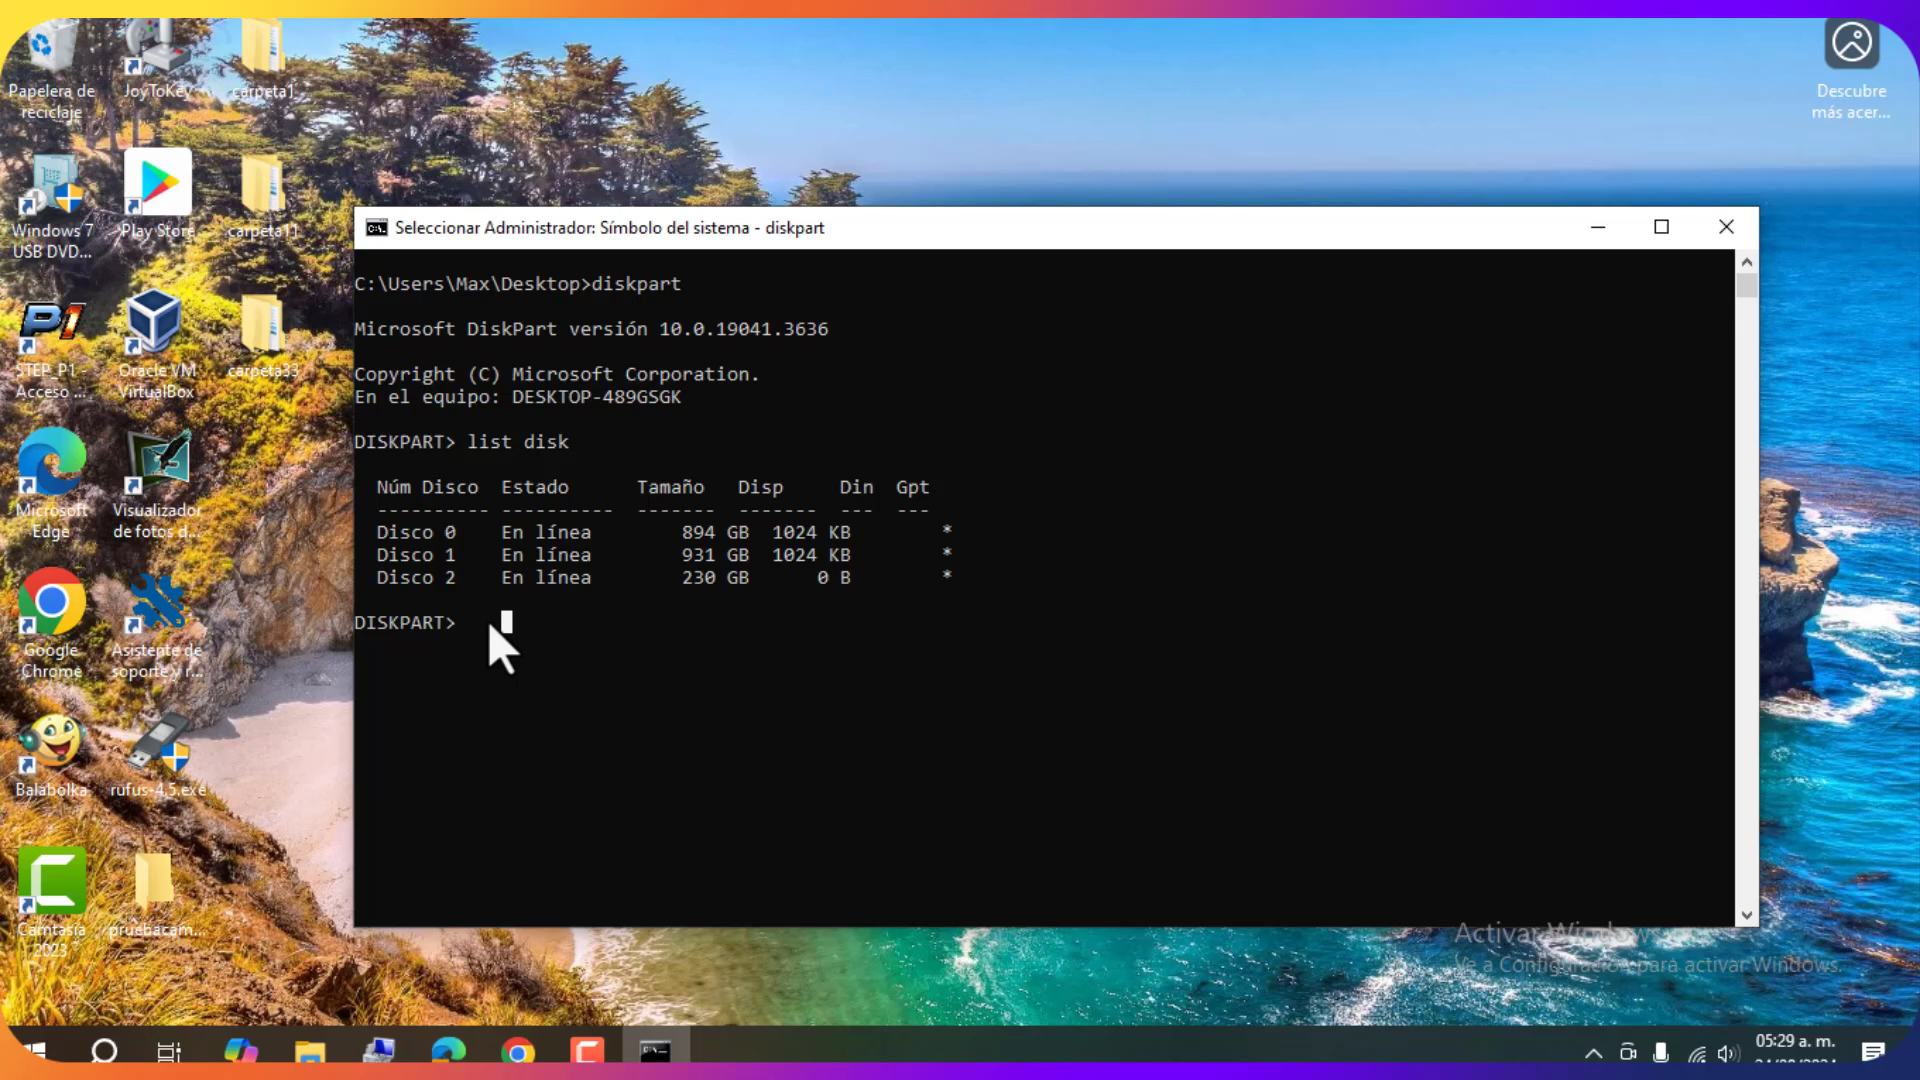 Papelera de
reciclaje
JoyToKey
carpeta1
Descubre
más acer...
Windows 7
USB DVD...
Play Store
carpeta11
Seleccionar Administrador: Símbolo del sistema - diskpart
C:\Users\Max\Desktop>diskpart
Microsoft DiskPart versión 10.0.19041.3636
Copyright (C) Microsoft Corporation.
En el equipo: DESKTOP-489GSGK
DISKPART> list disk
Núm Disco  Estado      Tamaño   Disp     Din  Gpt
---------- ----------  -------  -------  ---  ---
Disco 0    En línea        894 GB  1024 KB        *
Disco 1    En línea        931 GB  1024 KB        *
Disco 2    En línea        230 GB      0 B        *
DISKPART>
STEP_P1 -
Acceso ...
Oracle VM
VirtualBox
carpeta33
Microsoft
Edge
Visualizador
de fotos d...
Google
Chrome
Asistente de
soporte y r...
Balabolka
rufus-4.5.exe
Camtasia
2023
pruebacam...
Activar Windows
Ve a Configuración para activar Windows.
05:29 a. m.